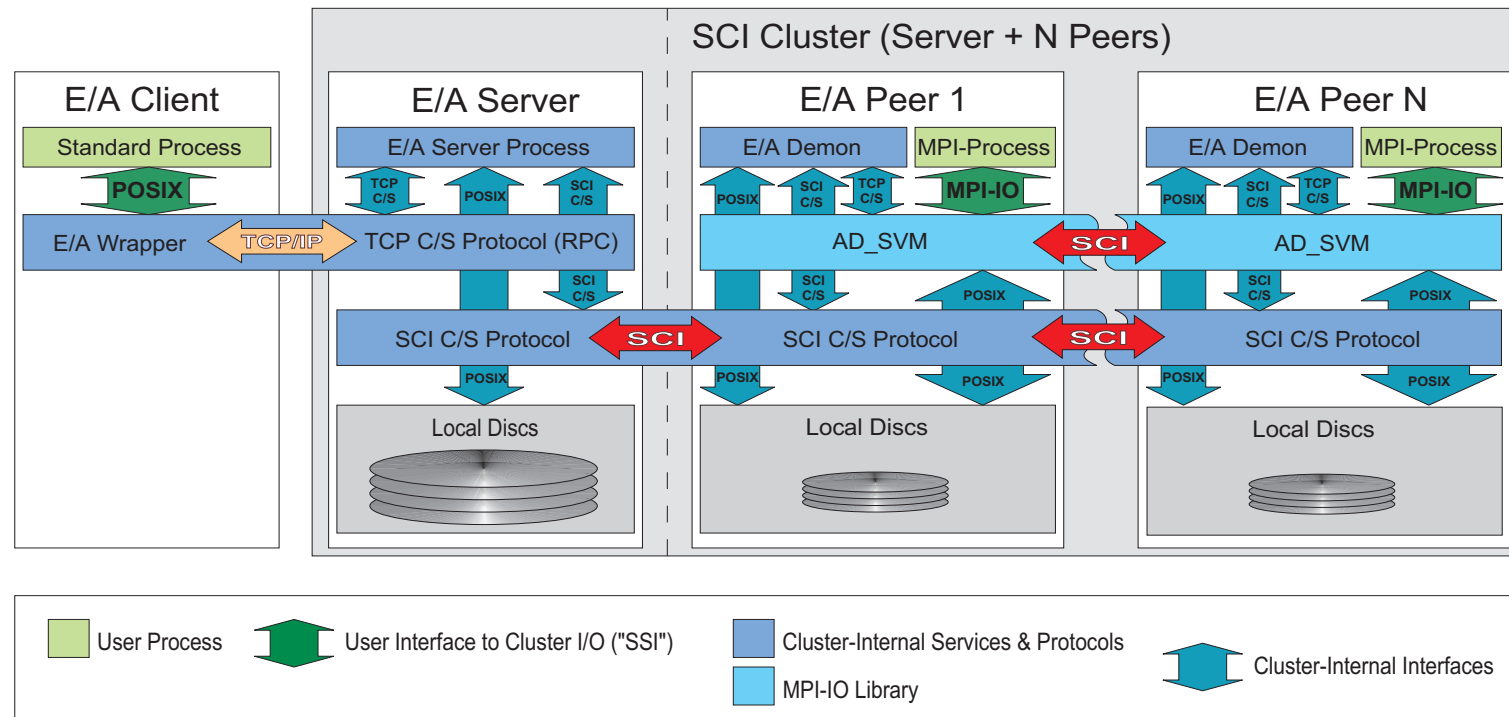 SCI Cluster (Server + N Peers)
E/A Client
E/A Server
E/A Peer 1
E/A Peer N
Standard Process
E/A Server Process
E/A Demon
MPI-Process
E/A Demon
MPI-Process
POSIX
TCP
C/S
POSIX
SCI
C/S
POSIX
SCI
C/S
TCP
C/S
MPI-IO
POSIX
SCI
C/S
TCP
C/S
MPI-IO
E/A Wrapper
TCP/IP
TCP C/S Protocol (RPC)
AD_SVM
SCI
AD_SVM
SCI
C/S
SCI
C/S
POSIX
SCI
C/S
POSIX
SCI C/S Protocol
SCI
SCI C/S Protocol
SCI
SCI C/S Protocol
POSIX
POSIX
POSIX
POSIX
POSIX
Local Discs
Local Discs
Local Discs
User Process
User Interface to Cluster I/O ("SSI")
Cluster-Internal Services & Protocols
MPI-IO Library
Cluster-Internal Interfaces